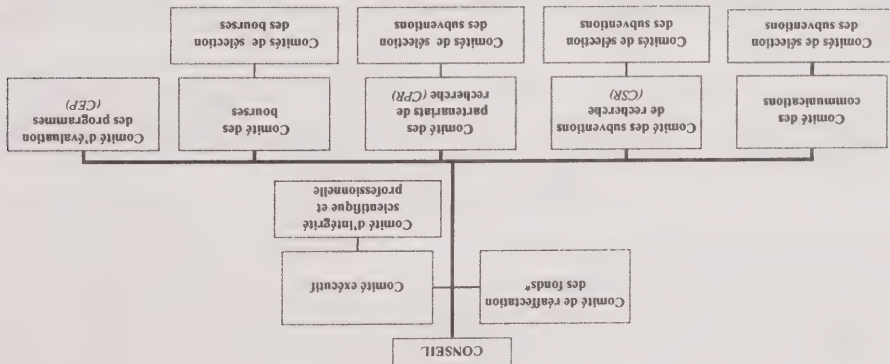 CONSEIL
Comité de réaffectation
des fonds*
Comité exécutif
Comité d'intégrité
scientifique et
professionnelle
Comité des
communications
Comité des subventions
de recherche
(CSR)
Comité des
partenariats de
recherche (CPR)
Comité des
bourses
Comité d'évaluation
des programmes
(CEP)
Comités de sélection
des subventions
Comités de sélection
des subventions
Comités de sélection
des subventions
Comités de sélection
des bourses